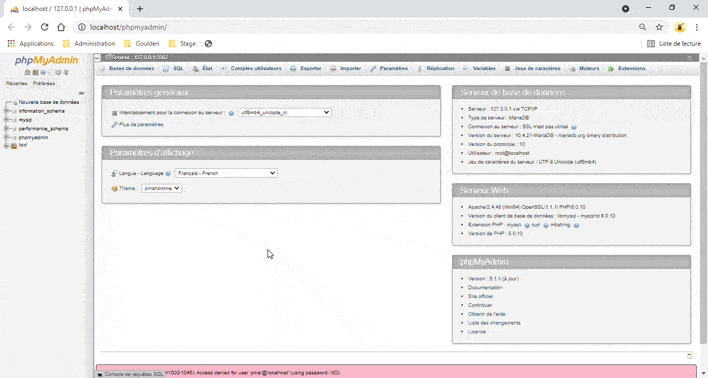 localhost / 127.0.0.1 | phpMyAdm
localhost/phpmyadmin/
Applications Administration Goulden Stage Liste de lecture
phpMyAdmin
Récentes Préférées
Nouvelle base de données
information_schema
mysql
performance_schema
phpmyadmin
test
Bases de données SQL État Comptes utilisateurs Exporter Importer Paramètres Réplication Variables Jeux de caractères Moteurs Extensions
Paramètres généraux
Interclassement pour la connexion au serveur : utf8mb4_unicode_ci
Plus de paramètres
Paramètres d'affichage
Langue - Language Français - French
Thème : pmahomme
Serveur de base de données
Serveur : 127.0.0.1 via TCP/IP
Type de serveur : MariaDB
Connexion au serveur : SSL n'est pas utilisé
Version du serveur : 10.4.21-MariaDB - mariadb.org binary distribution
Version du protocole : 10
Utilisateur : root@localhost
Jeu de caractères du serveur : UTF-8 Unicode (utf8mb4)
Serveur Web
Apache/2.4.48 (Win64) OpenSSL/1.1.1l PHP/8.0.10
Version du client de base de données : libmysql - mysqlnd 8.0.10
Extension PHP : mysqli curl mbstring
Version de PHP : 8.0.10
phpMyAdmin
Version : 5.1.1 (à jour)
Documentation
Site officiel
Contribuer
Obtenir de l'aide
Liste des changements
Licence
Console de requêtes SQL Y000/1045): Access denied for user 'pma'@'localhost' (using password: NO)